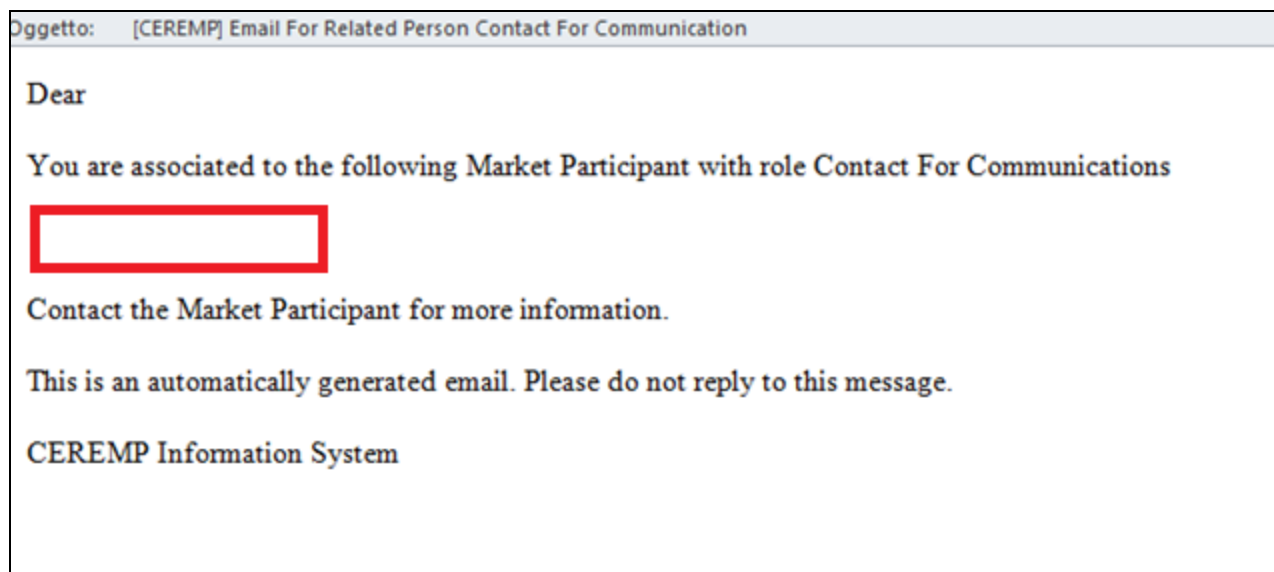 Oggetto: [CEREMP] Email For Related Person Contact For Communication
Dear
You are associated to the following Market Participant with role Contact For Communications
Contact the Market Participant for more information.
This is an automatically generated email. Please do not reply to this message.
CEREMP Information System